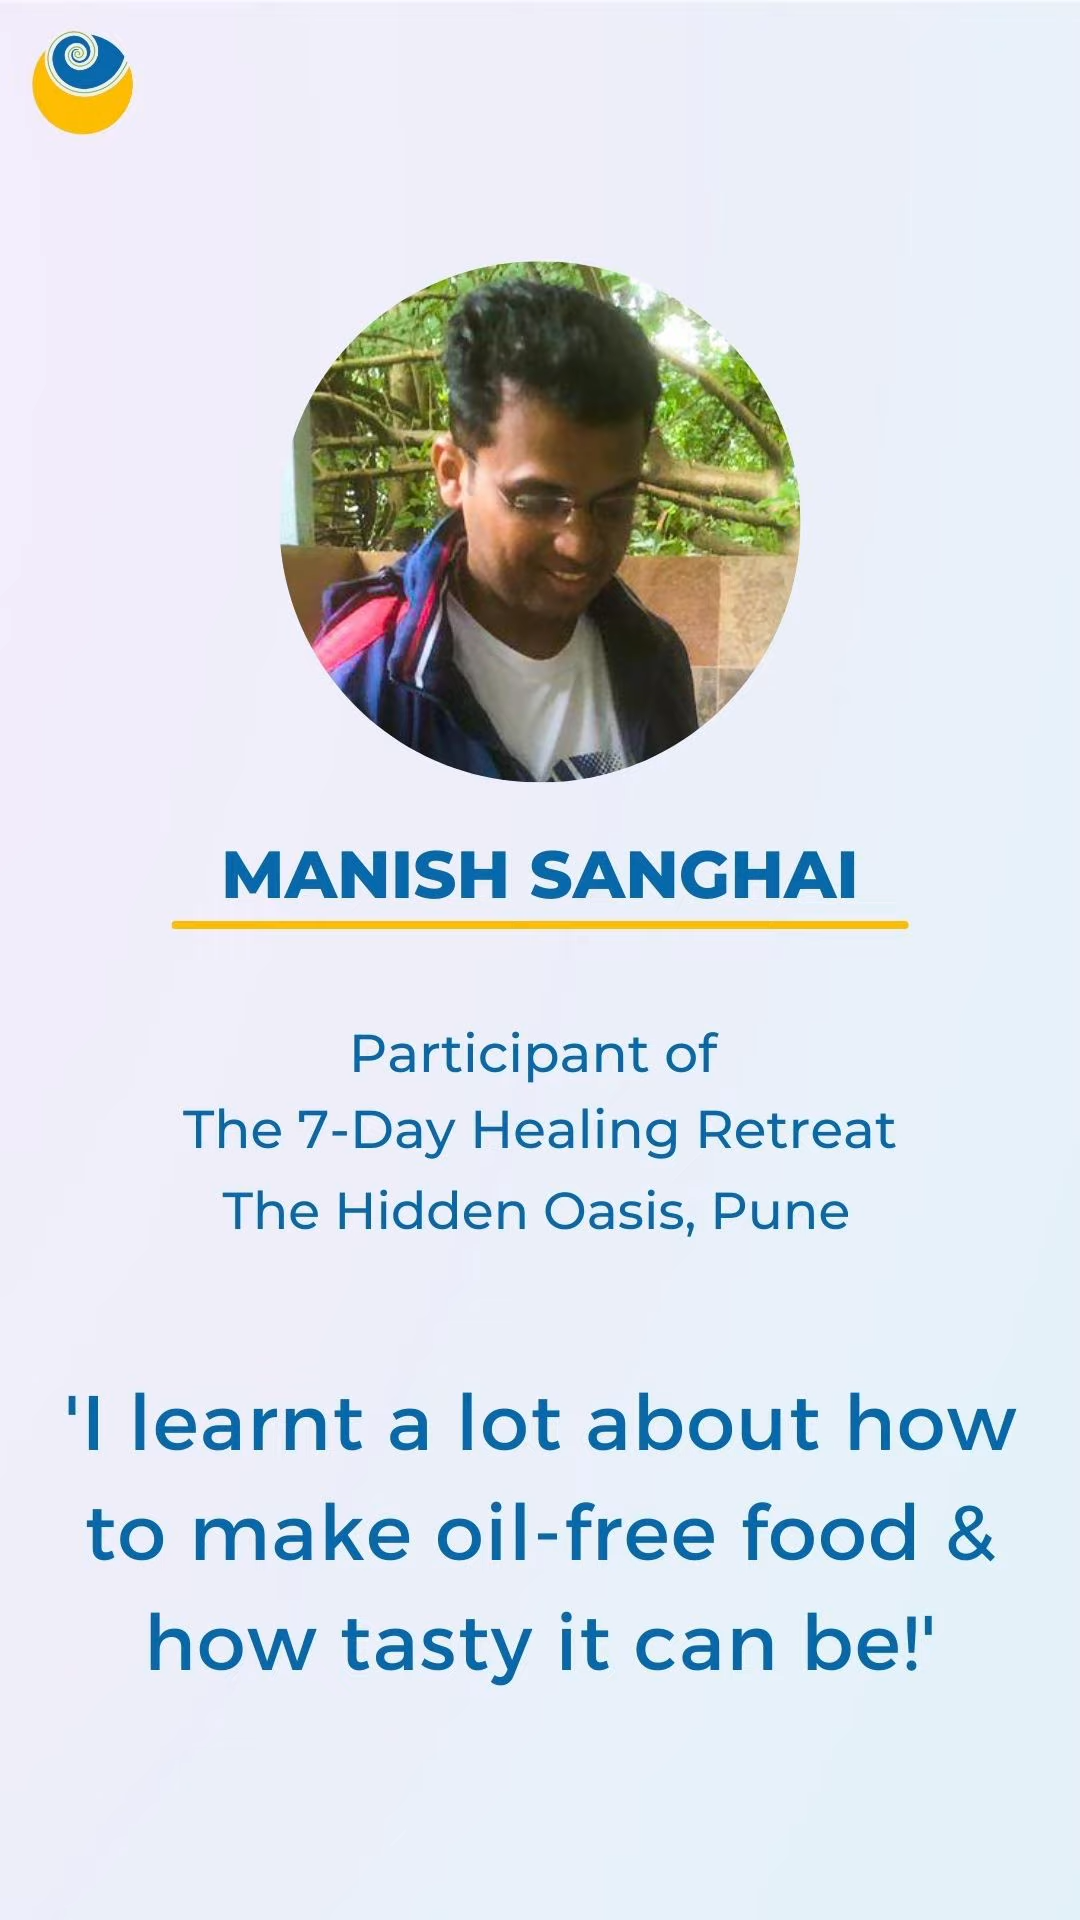 MANISH SANGHAI
Participant of
The 7-Day Healing Retreat
The Hidden Oasis, Pune
'I learnt a lot about how
to make oil-free food &
how tasty it can be!'